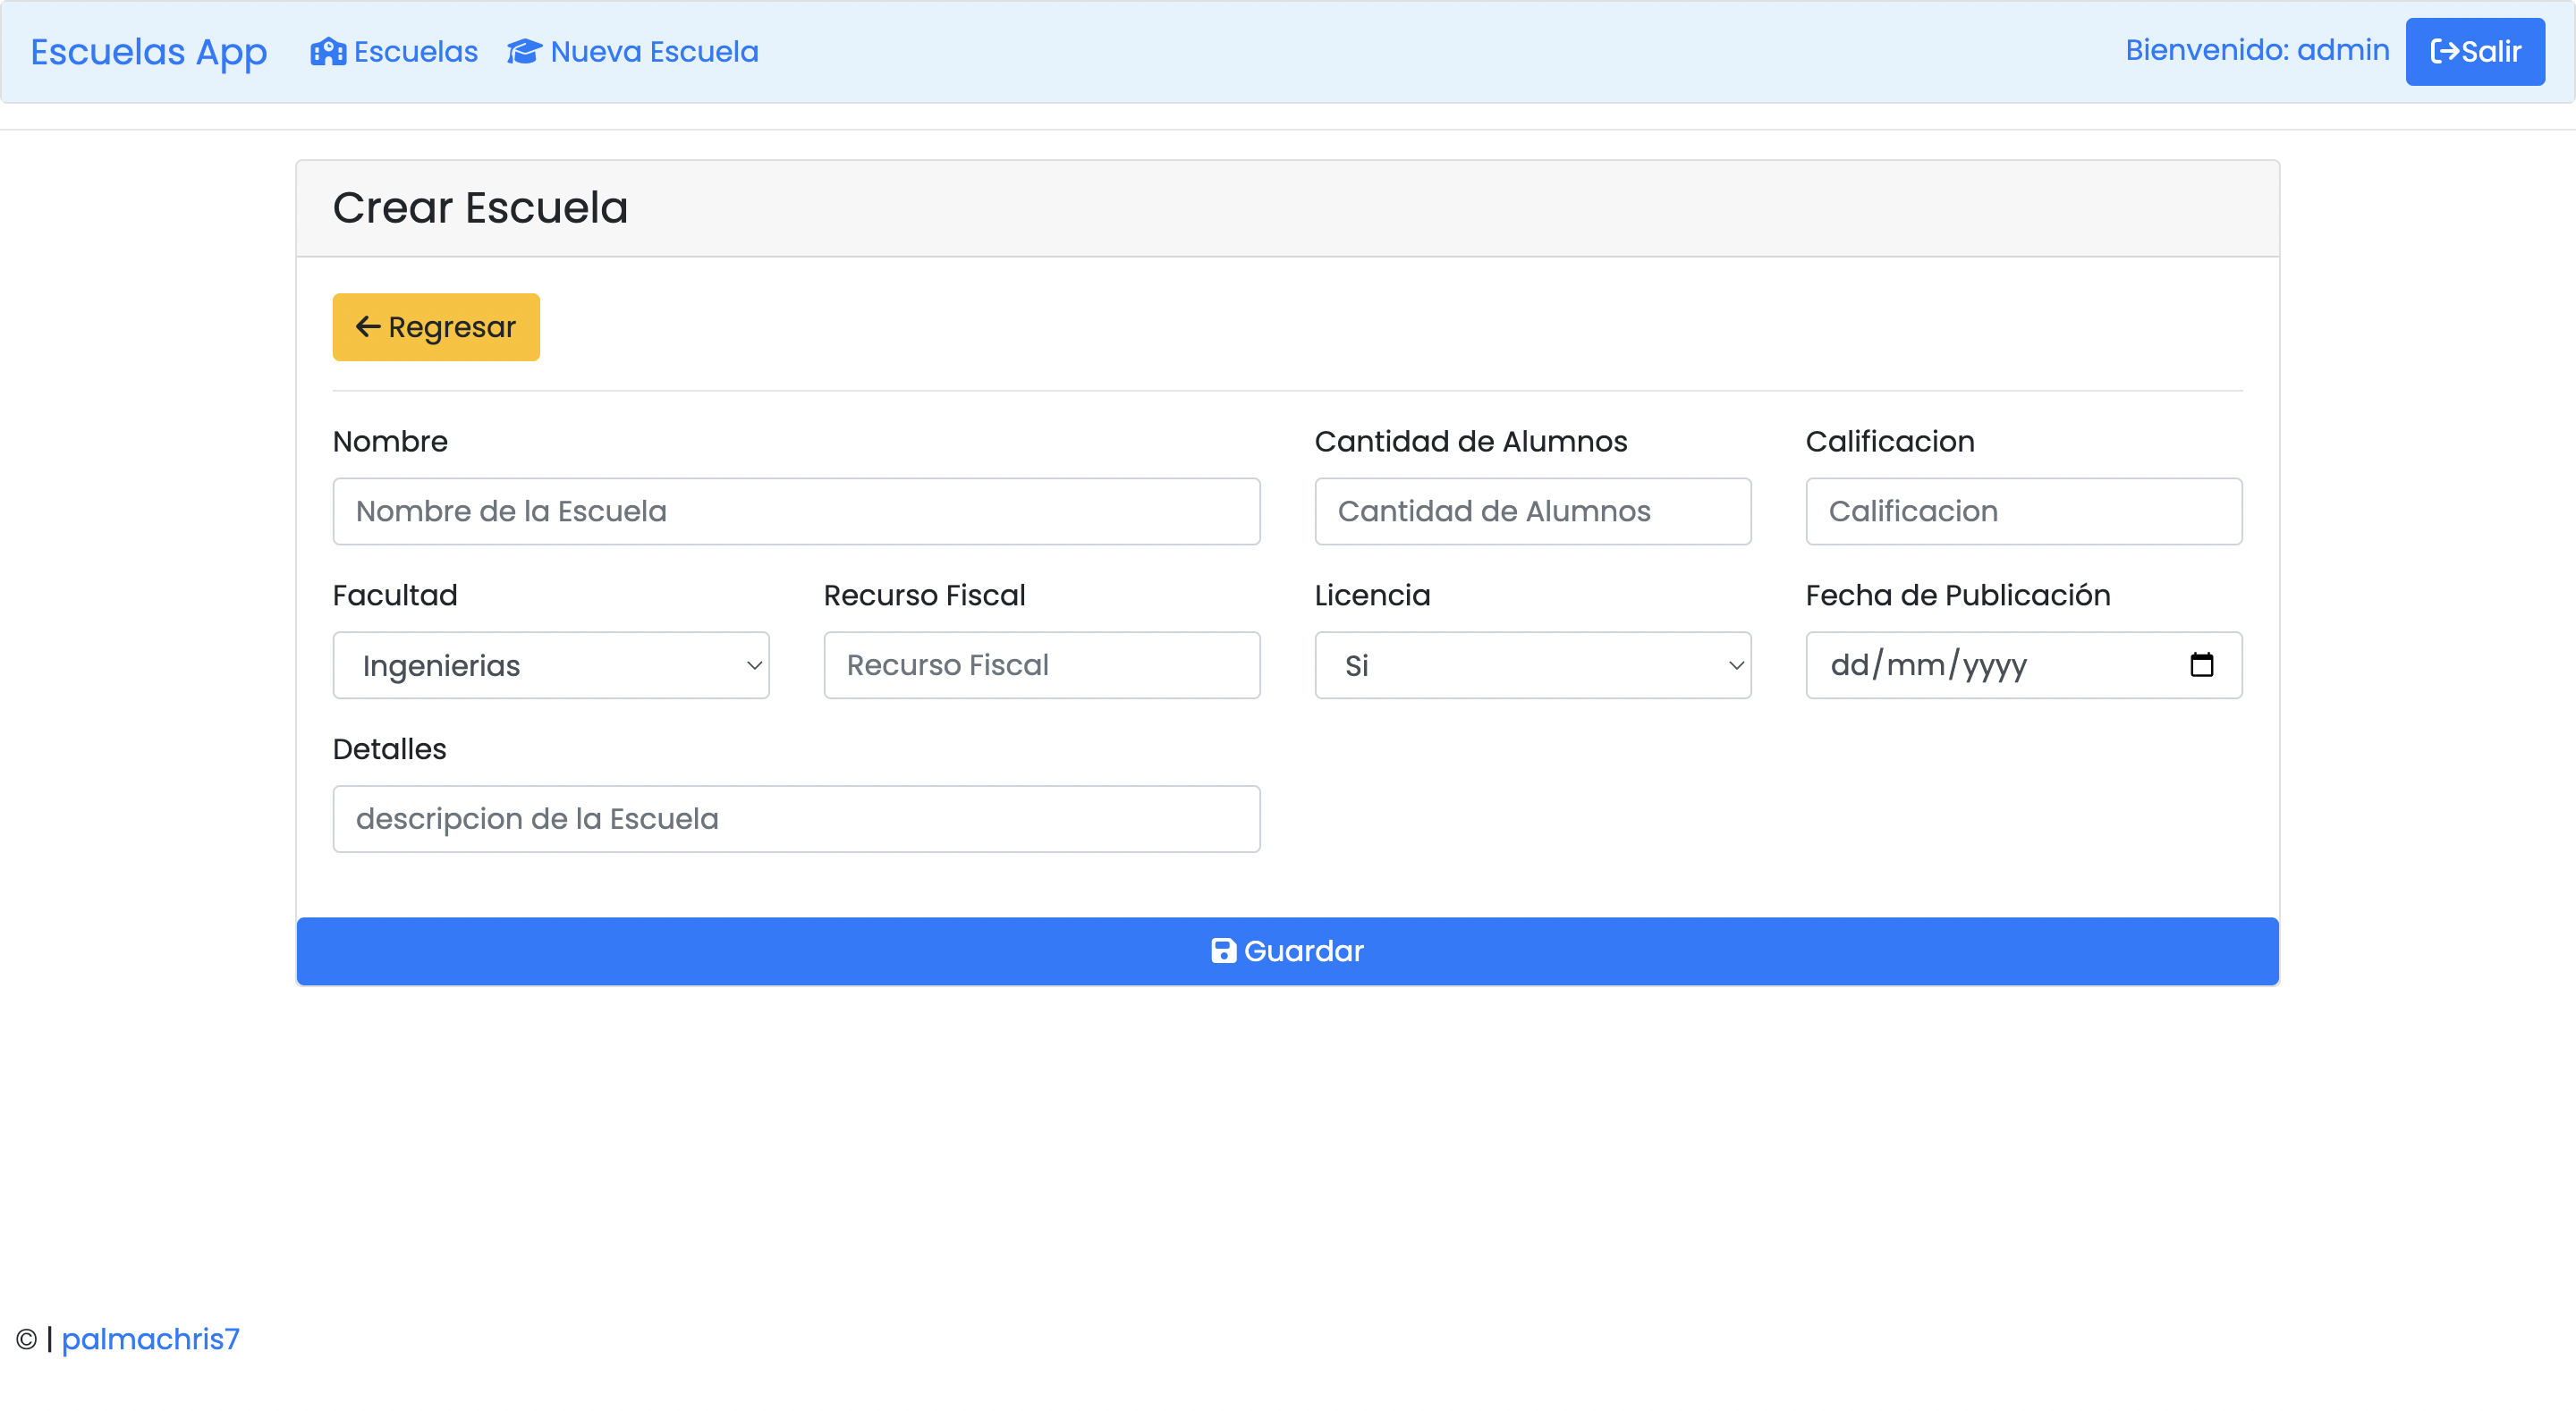 Escuelas App Escuelas Nueva Escuela Bienvenido: admin Salir
Crear Escuela
Regresar
Nombre Cantidad de Alumnos Calificacion
Nombre de la Escuela Cantidad de Alumnos Calificacion
Facultad Recurso Fiscal Licencia Fecha de Publicación
Ingenierias Recurso Fiscal Si dd/mm/yyyy
Detalles
descripcion de la Escuela
Guardar
© | palmachris7